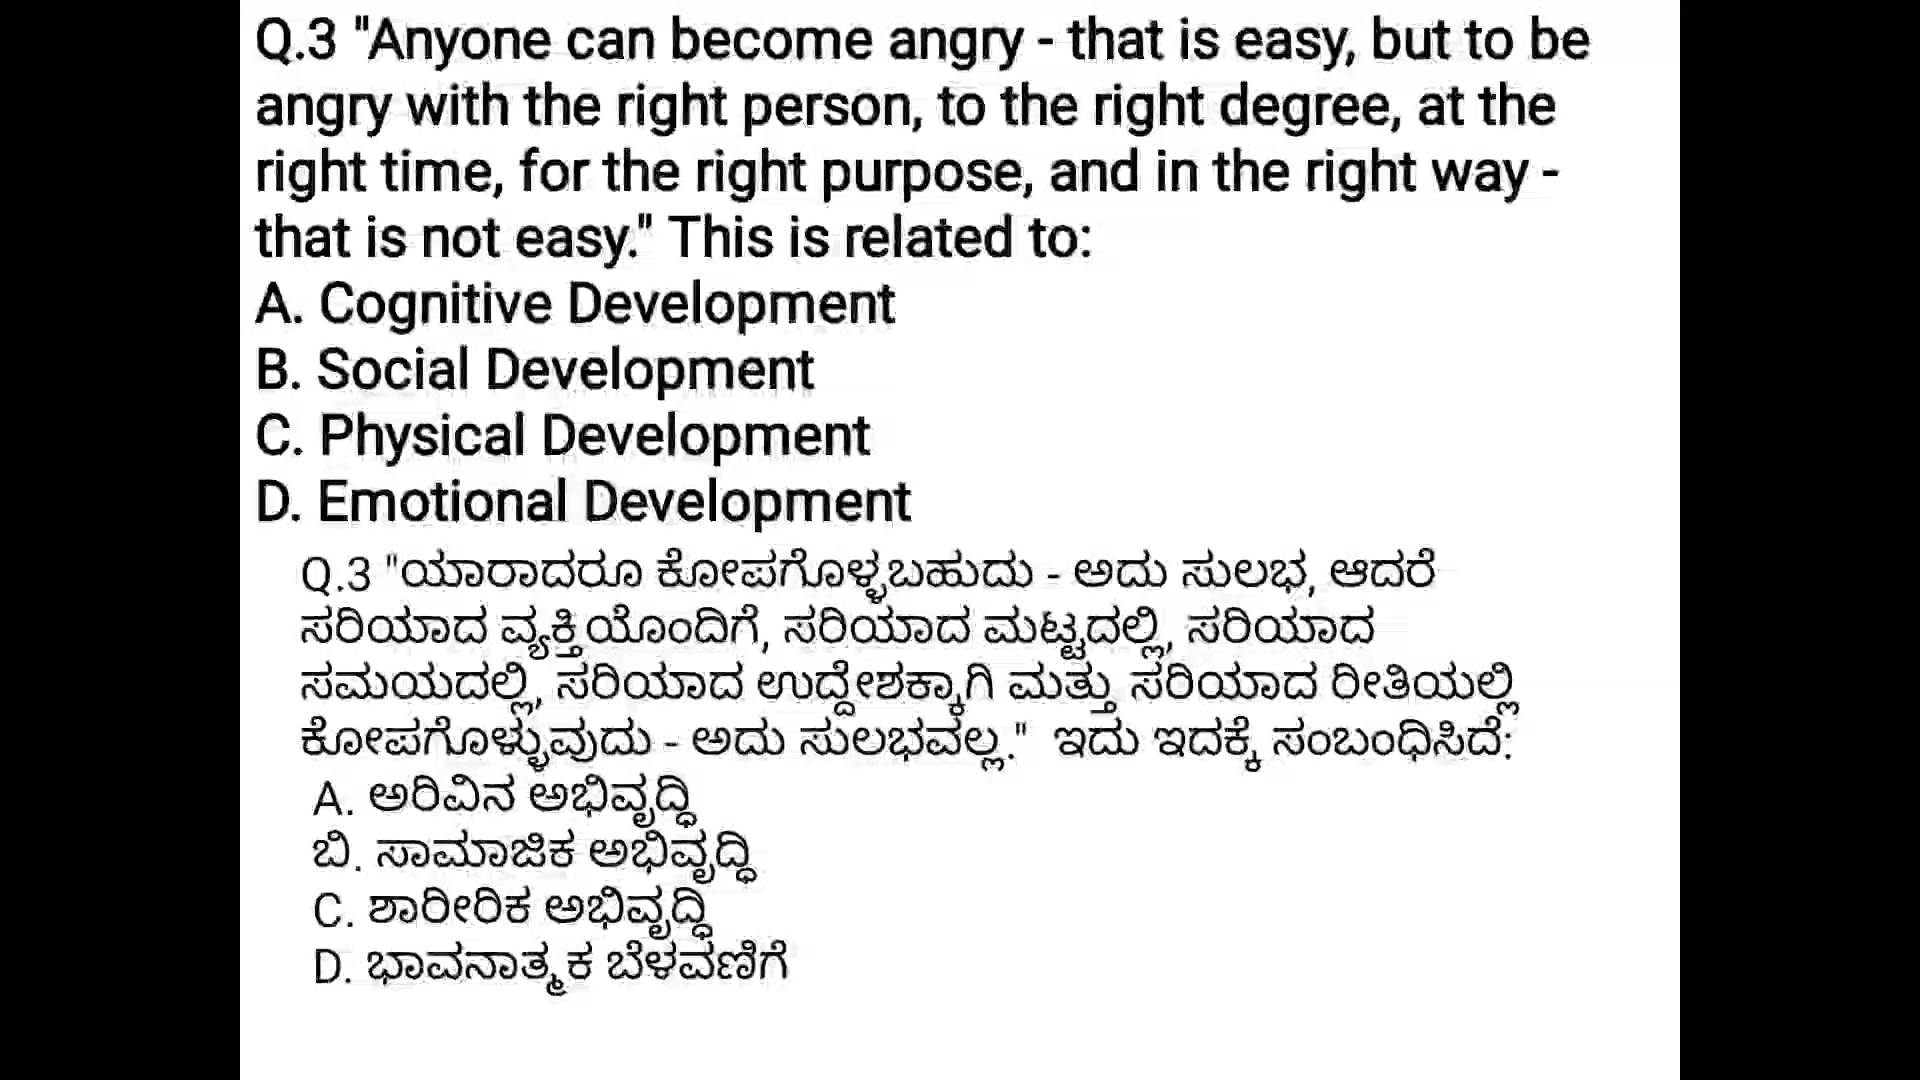 Q.3 "Anyone can become angry - that is easy, but to be
angry with the right person, to the right degree, at the
right time, for the right purpose, and in the right way -
that is not easy." This is related to:
A. Cognitive Development
B. Social Development
C. Physical Development
D. Emotional Development
Q.3 "ಯಾರಾದರೂ ಕೋಪಗೊಳ್ಳಬಹುದು - ಅದು ಸುಲಭ, ಆದರೆ
ಸರಿಯಾದ ವ್ಯಕ್ತಿಯೊಂದಿಗೆ, ಸರಿಯಾದ ಮಟ್ಟದಲ್ಲಿ, ಸರಿಯಾದ
ಸಮಯದಲ್ಲಿ, ಸರಿಯಾದ ಉದ್ದೇಶಕ್ಕಾಗಿ ಮತ್ತು ಸರಿಯಾದ ರೀತಿಯಲ್ಲಿ
ಕೋಪಗೊಳ್ಳುವುದು - ಅದು ಸುಲಭವಲ್ಲ." ಇದು ಇದಕ್ಕೆ ಸಂಬಂಧಿಸಿದೆ:
A. ಅರಿವಿನ ಅಭಿವೃದ್ಧಿ
ಬಿ. ಸಾಮಾಜಿಕ ಅಭಿವೃದ್ಧಿ
C. ಶಾರೀರಿಕ ಅಭಿವೃದ್ಧಿ
D. ಭಾವನಾತ್ಮಕ ಬೆಳವಣಿಗೆ